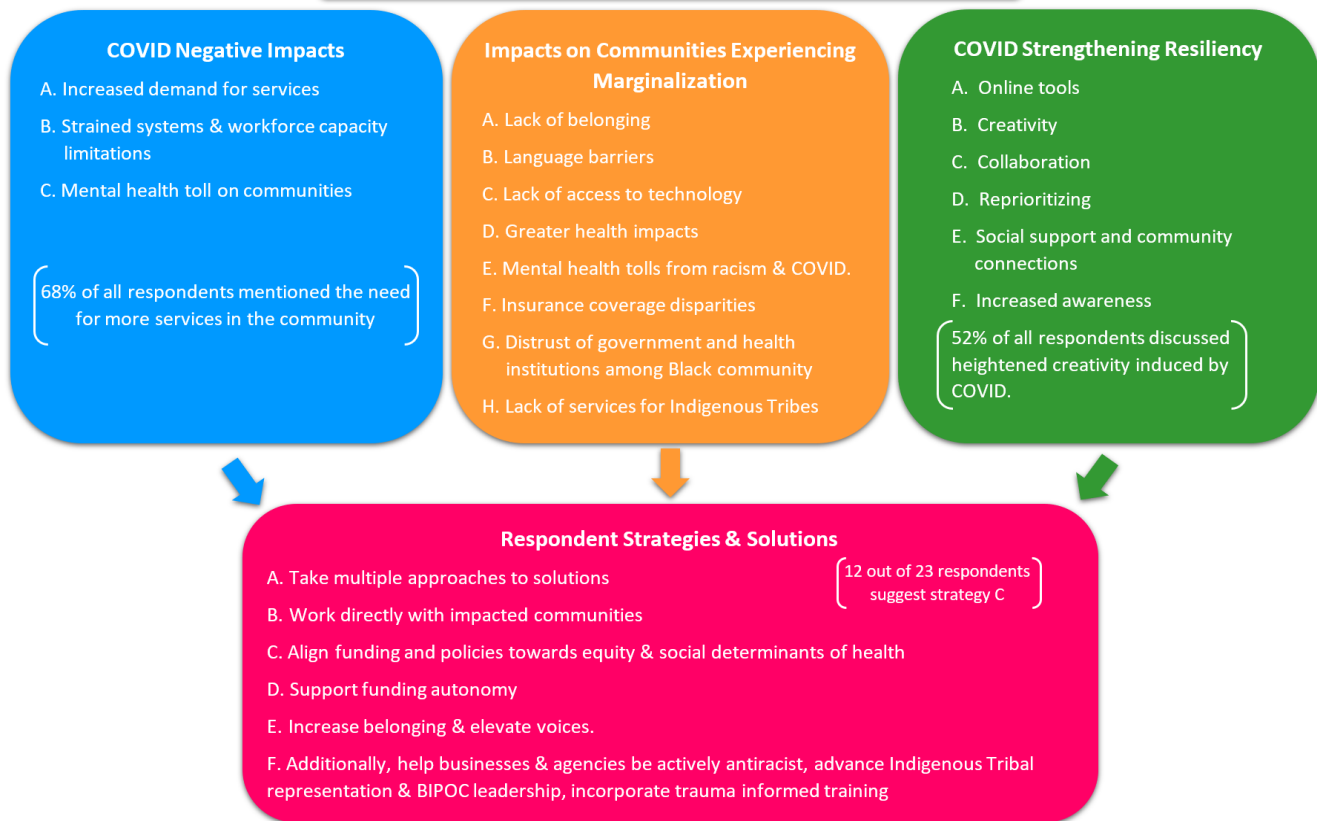 COVID Negative Impacts
A. Increased demand for services
B. Strained systems & workforce capacity
limitations
C. Mental health toll on communities
68% of all respondents mentioned the need
for more services in the community
Impacts on Communities Experiencing
Marginalization
A. Lack of belonging
B. Language barriers
C. Lack of access to technology
D. Greater health impacts
E. Mental health tolls from racism & COVID.
F. Insurance coverage disparities
G. Distrust of government and health
institutions among Black community
H. Lack of services for Indigenous Tribes
COVID Strengthening Resiliency
A. Online tools
B. Creativity
C. Collaboration
D. Reprioritizing
E. Social support and community
connections
F. Increased awareness
52% of all respondents discussed
heightened creativity induced by
COVID.
Respondent Strategies & Solutions
12 out of 23 respondents
suggest strategy C
A. Take multiple approaches to solutions
B. Work directly with impacted communities
C. Align funding and policies towards equity & social determinants of health
D. Support funding autonomy
E. Increase belonging & elevate voices.
F. Additionally, help businesses & agencies be actively antiracist, advance Indigenous Tribal
representation & BIPOC leadership, incorporate trauma informed training